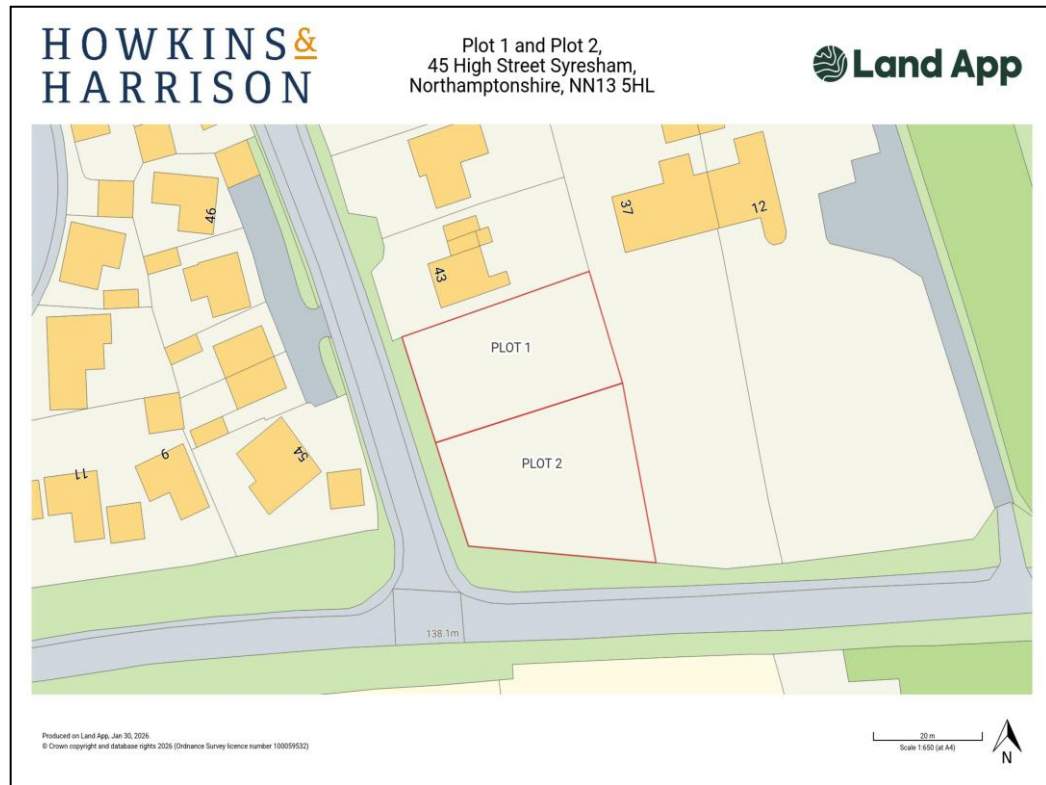 HOWKINS &
HARRISON
Plot 1 and Plot 2,
45 High Street Syresham,
Northamptonshire, NN13 5HL
Land App
46
43
37
12
PLOT 1
PLOT 2
54
9
11
138.1m
Produced on Land App, Jan 30, 2026.
© Crown copyright and database rights 2026 (Ordnance Survey licence number 100059532)
20 m
Scale 1:650 (at A4)
N